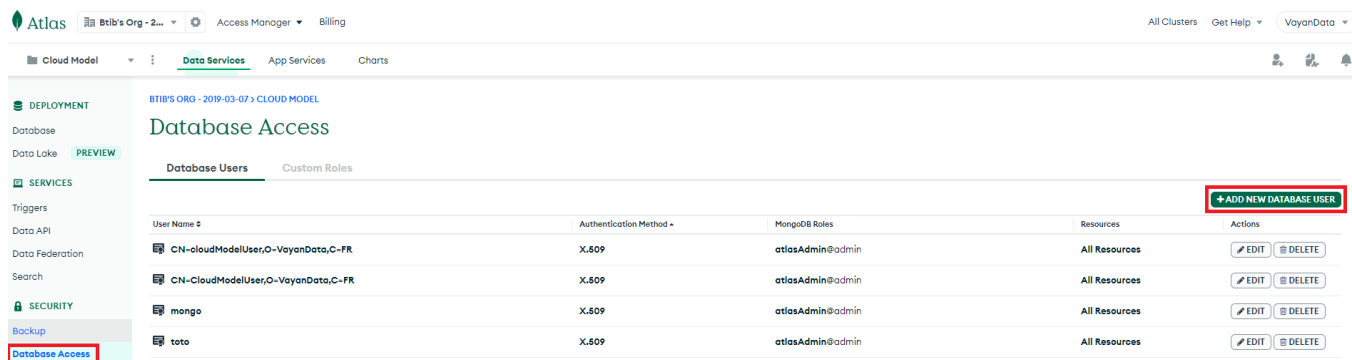 Atlas Btib's Org - 2... Access Manager Billing All Clusters Get Help VayanData
Cloud Model Data Services App Services Charts
DEPLOYMENT
Database
Data Lake PREVIEW
SERVICES
Triggers
Data API
Data Federation
Search
SECURITY
Backup
Database Access
BTIB'S ORG - 2019-03-07 > CLOUD MODEL
Database Access
Database Users Custom Roles
+ADD NEW DATABASE USER
User Name Authentication Method MongoDB Roles Resources Actions
CN=cloudModelUser,O=VayanData,C=FR X.509 atlasAdmin@admin All Resources EDIT DELETE
CN=CloudModelUser,O=VayanData,C=FR X.509 atlasAdmin@admin All Resources EDIT DELETE
mongo X.509 atlasAdmin@admin All Resources EDIT DELETE
toto X.509 atlasAdmin@admin All Resources EDIT DELETE